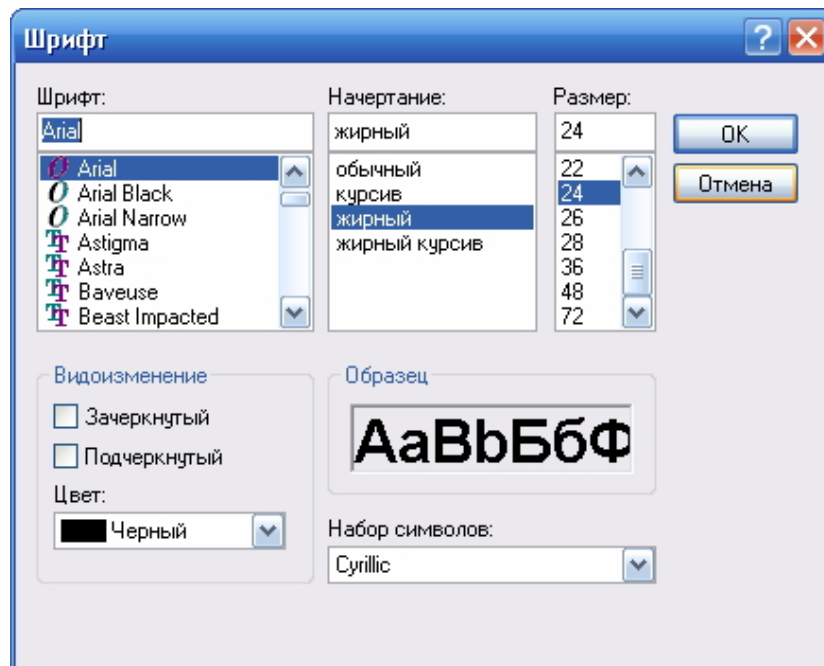 Шрифт
Шрифт:
Arial
Arial
Arial Black
Arial Narrow
Astigma
Astra
Baveuse
Beast Impacted
Начертание:
жирный
обычный
курсив
жирный
жирный курсив
Размер:
24
22
24
26
28
36
48
72
OK
Отмена
Видоизменение
Зачеркнутый
Подчеркнутый
Цвет:
Черный
Образец
AaBbБбФ
Набор символов:
Cyrillic